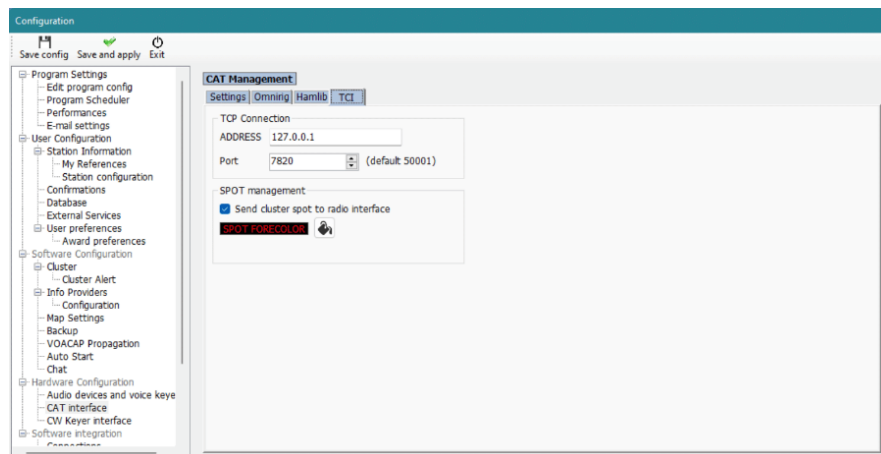 Configuration
Save config Save and apply Exit
Program Settings
Edit program config
Program Scheduler
Performances
E-mail settings
User Configuration
Station Information
My References
Station configuration
Confirmations
Database
External Services
User preferences
Award preferences
Software Configuration
Cluster
Cluster Alert
Info Providers
Configuration
Map Settings
Backup
VOACAP Propagation
Auto Start
Chat
Hardware Configuration
Audio devices and voice keye
CAT interface
CW Keyer interface
Software integration
Connections
CAT Management
Settings Omnirig Hamlib TCI
TCP Connection
ADDRESS 127.0.0.1
Port 7820 (default 50001)
SPOT management
Send cluster spot to radio interface
SPOT FORECOLOR